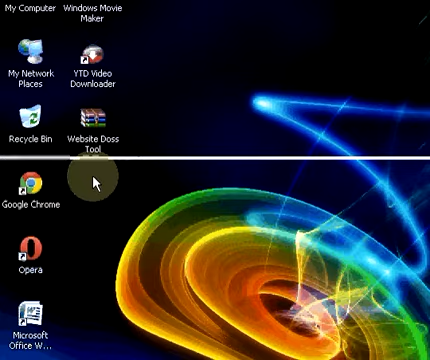 My Computer
Windows Movie
Maker
My Network
Places
YTD Video
Downloader
Recycle Bin
Website Doss
Tool
Google Chrome
Opera
Microsoft
Office W...